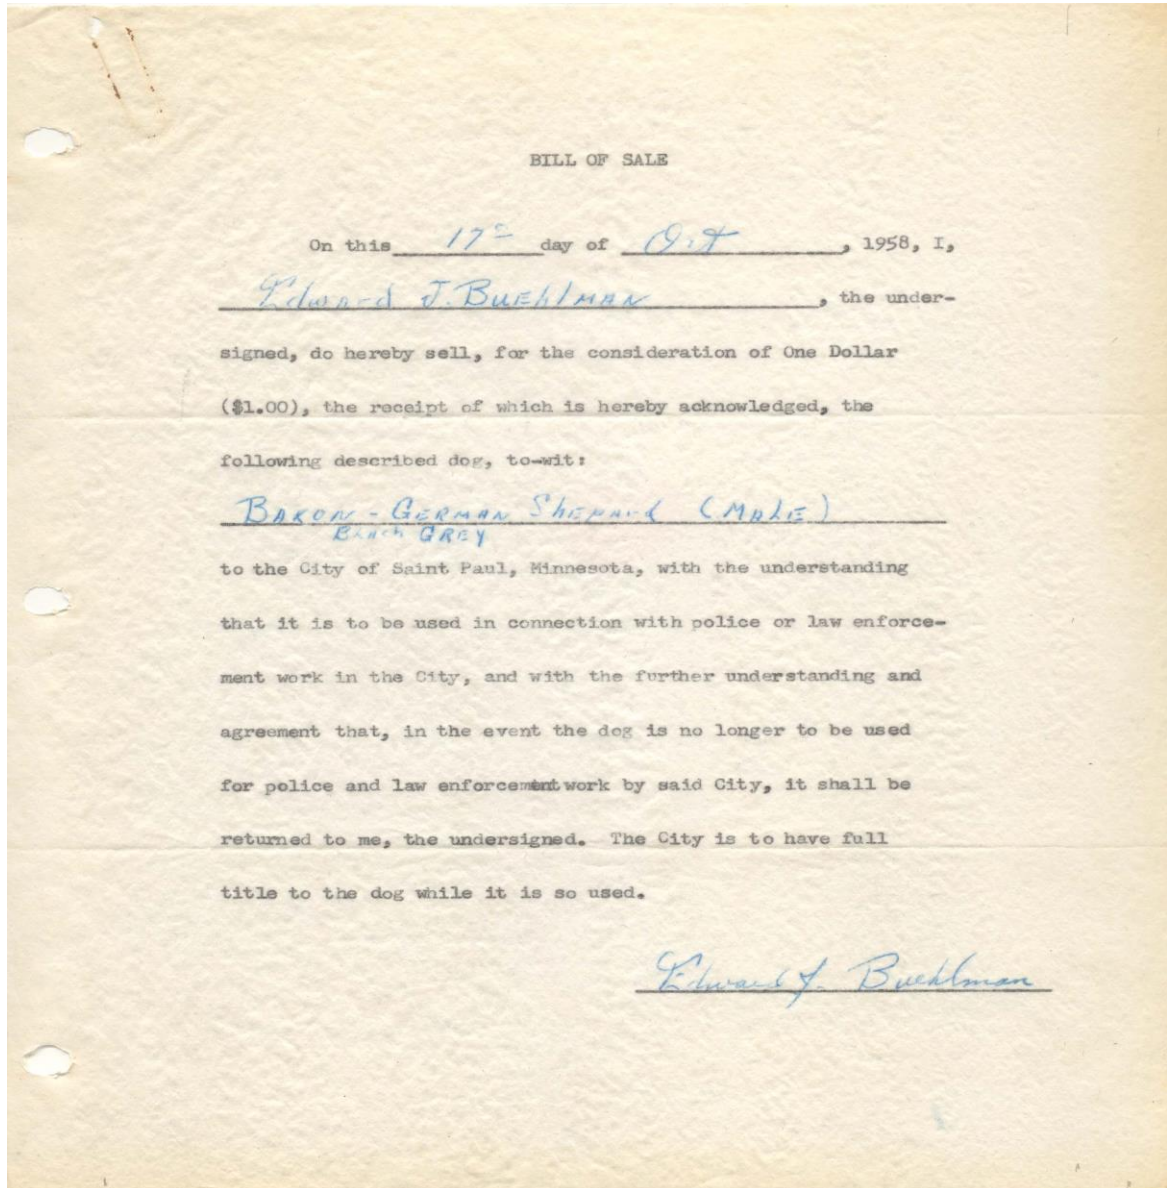 BILL OF SALE
On this 17th day of Oct, 1958, I,
Edward J. Buehlman, the under-
signed, do hereby sell, for the consideration of One Dollar
($1.00), the receipt of which is hereby acknowledged, the
following described dog, to-wit:
BARON - GERMAN Shepard (MALE)
Black GREY
to the City of Saint Paul, Minnesota, with the understanding
that it is to be used in connection with police or law enforce-
ment work in the City, and with the further understanding and
agreement that, in the event the dog is no longer to be used
for police and law enforcement work by said City, it shall be
returned to me, the undersigned. The City is to have full
title to the dog while it is so used.
Edward J. Buehlman